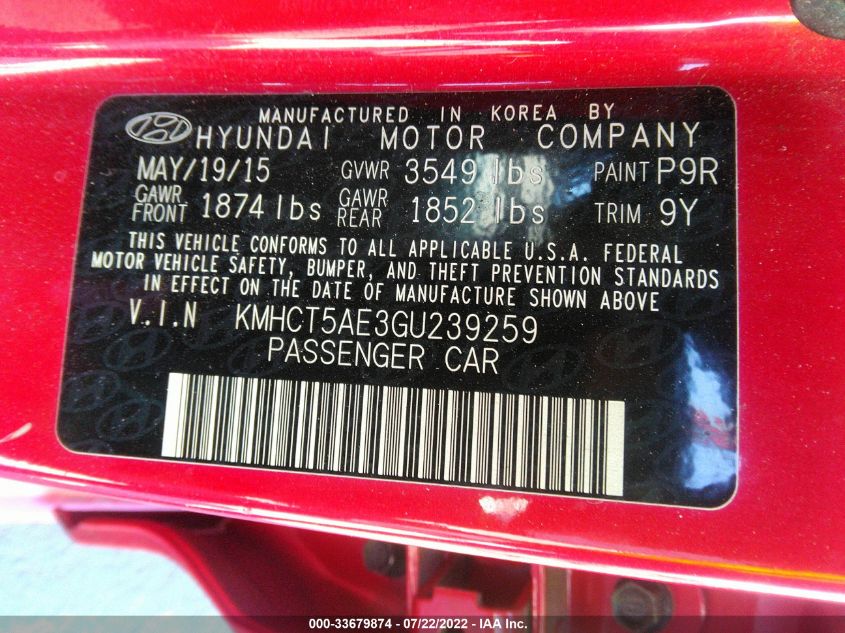 MANUFACTURED IN KOREA BY
HYUNDAI MOTOR COMPANY
MAY/19/15 GVWR 3549 lbs PAINT P9R
GAWR FRONT 1874 lbs GAWR REAR 1852 lbs TRIM 9Y
THIS VEHICLE CONFORMS TO ALL APPLICABLE U.S.A. FEDERAL
MOTOR VEHICLE SAFETY, BUMPER, AND THEFT PREVENTION STANDARDS
IN EFFECT ON THE DATE OF MANUFACTURE SHOWN ABOVE
V.I.N KMHCT5AE3GU239259
PASSENGER CAR
000-33679874 - 07/22/2022 - IAA Inc.